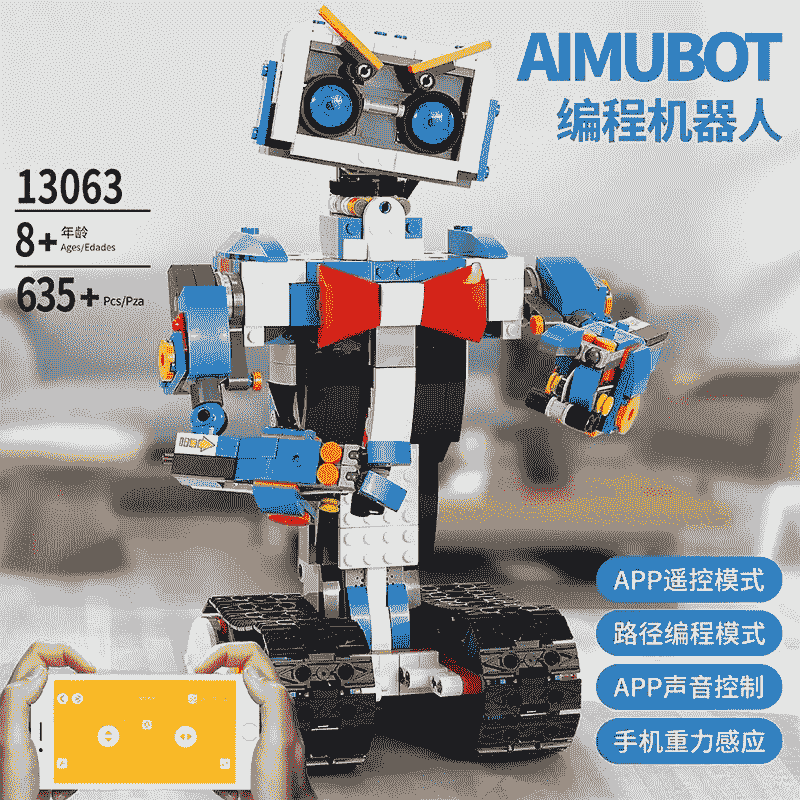 AIMUBOT
编程机器人
13063
8+ 年龄
Ages/Edades
635+ Pcs/Pza
APP遥控模式
路径编程模式
APP声音控制
手机重力感应